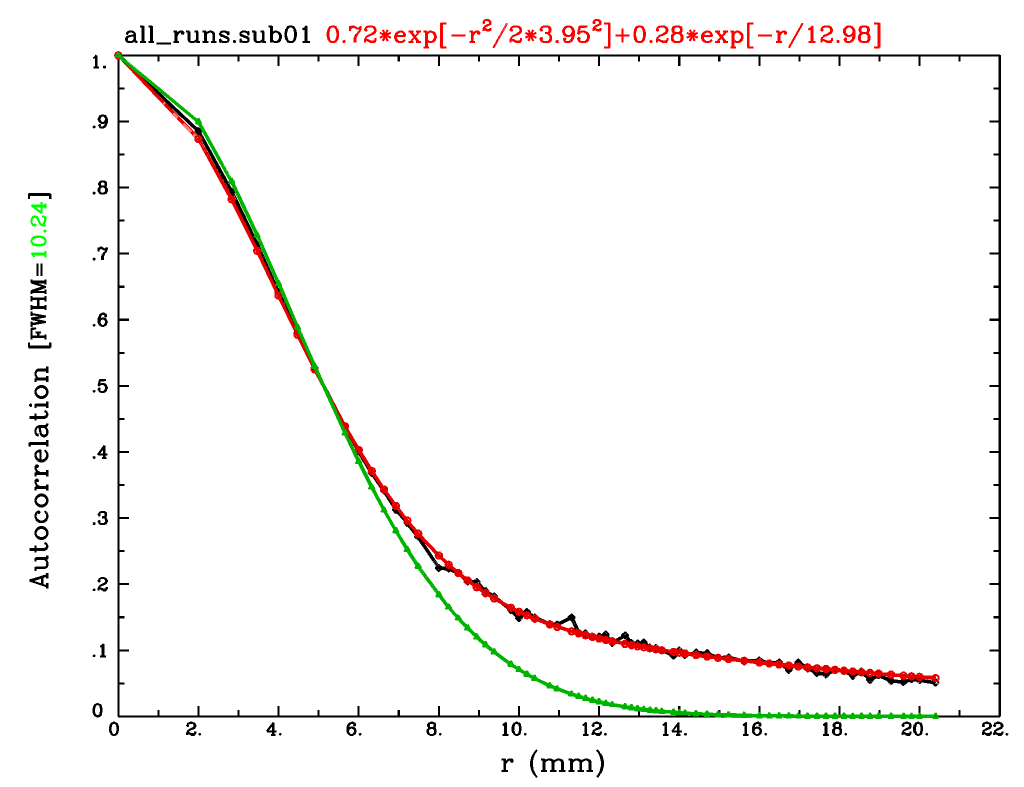 all_runs.sub01 0.72*exp[-r²/2*3.95²]+0.28*exp[-r/12.98]
1.
.9
.8
.7
.6
.5
.4
.3
.2
.1
0
Autocorrelation [FWHM=10.24]
0 2. 4. 6. 8. 10. 12. 14. 16. 18. 20. 22.
r (mm)